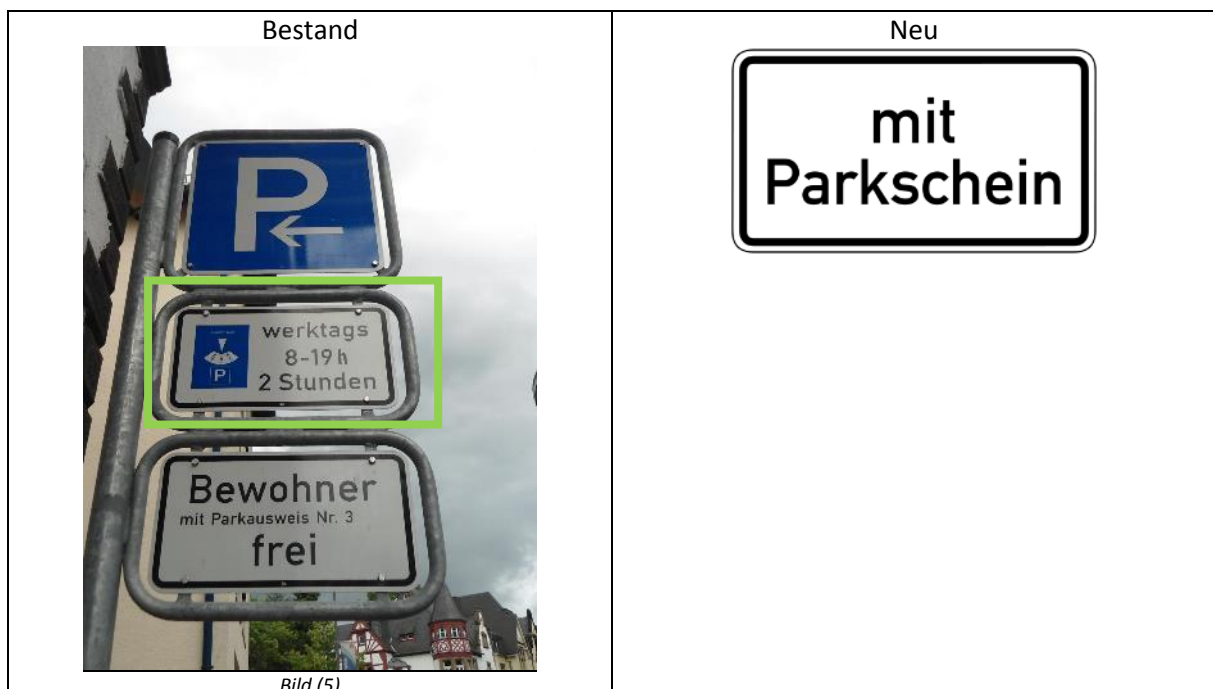 Bestand
Neu
P
werktags
8-19 h
P
2 Stunden
Bewohner
mit Parkausweis Nr. 3
frei
Bild (5)
mit
Parkschein